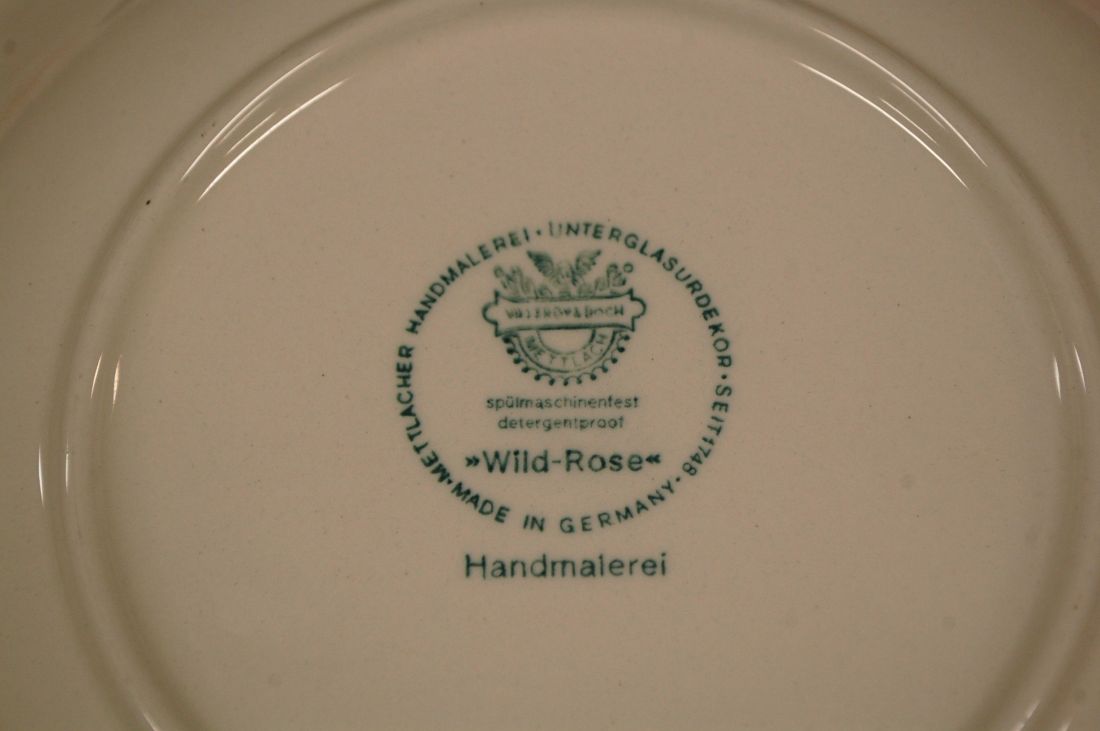 METTLACHER HANDMALEREI · UNTERGLASURDEKOR · SEIT 1748 · MADE IN GERMANY ·
VILLEROY & BOCH
METTLACH
spülmaschinenfest
detergentproof
»Wild-Rose«
Handmalerei